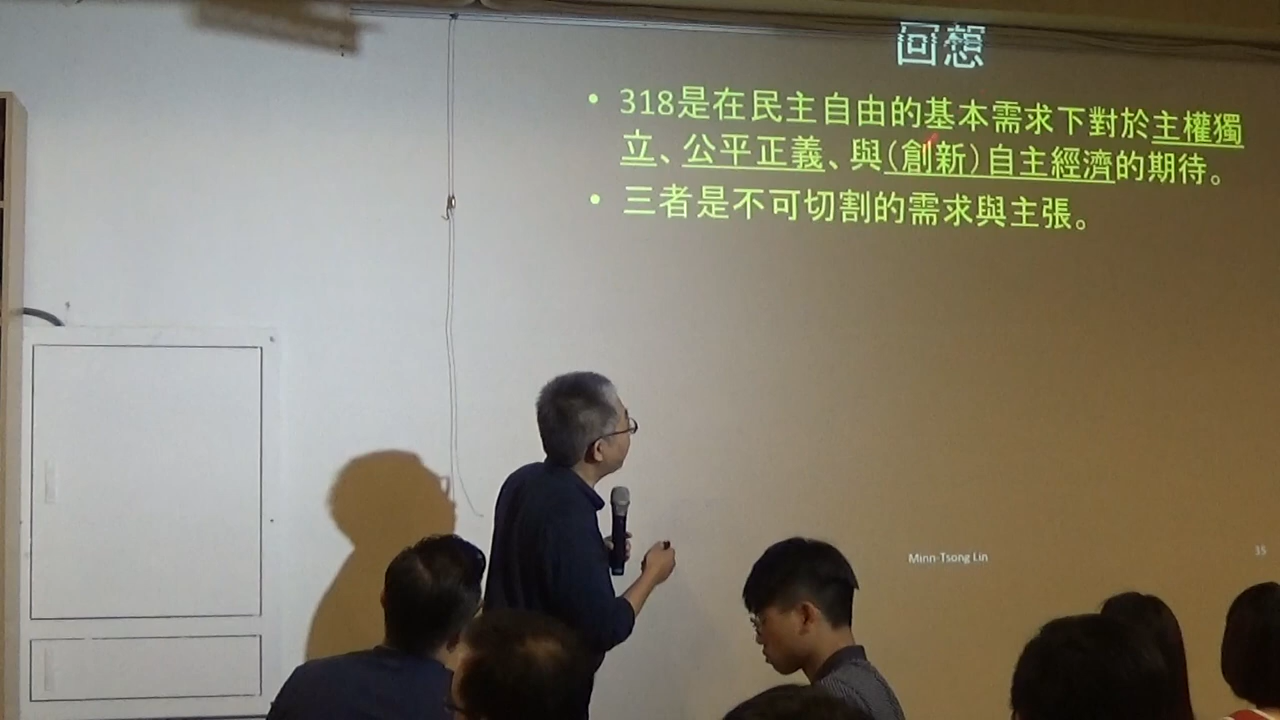 回想
• 318是在民主自由的基本需求下對於主權獨
立、公平正義、與(創新)自主經濟的期待。
• 三者是不可切割的需求與主張。
Minn-Tsong Lin
35